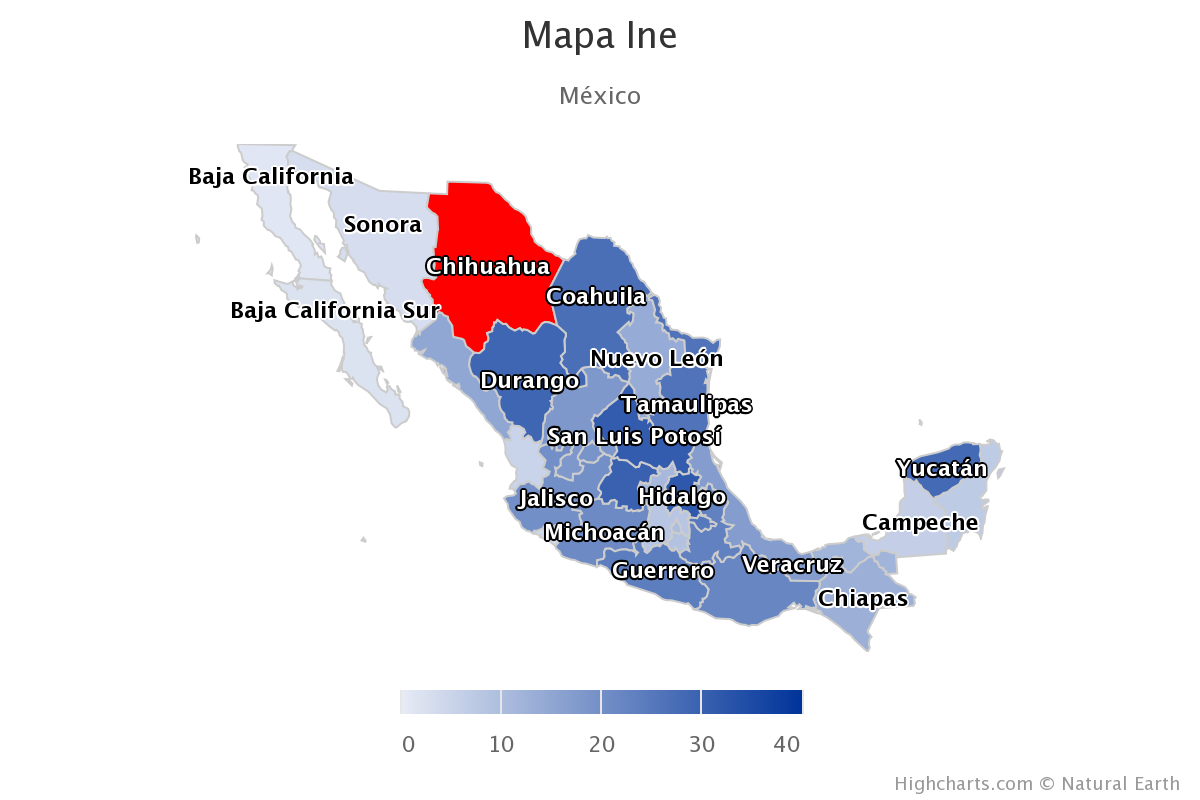 Mapa Ine
México
Baja California
Sonora
Chihuahua
Coahuila
Baja California Sur
Nuevo León
Durango
Tamaulipas
San Luis Potosí
Yucatán
Jalisco
Hidalgo
Campeche
Michoacán
Veracruz
Guerrero
Chiapas
0 10 20 30 40
Highcharts.com © Natural Earth